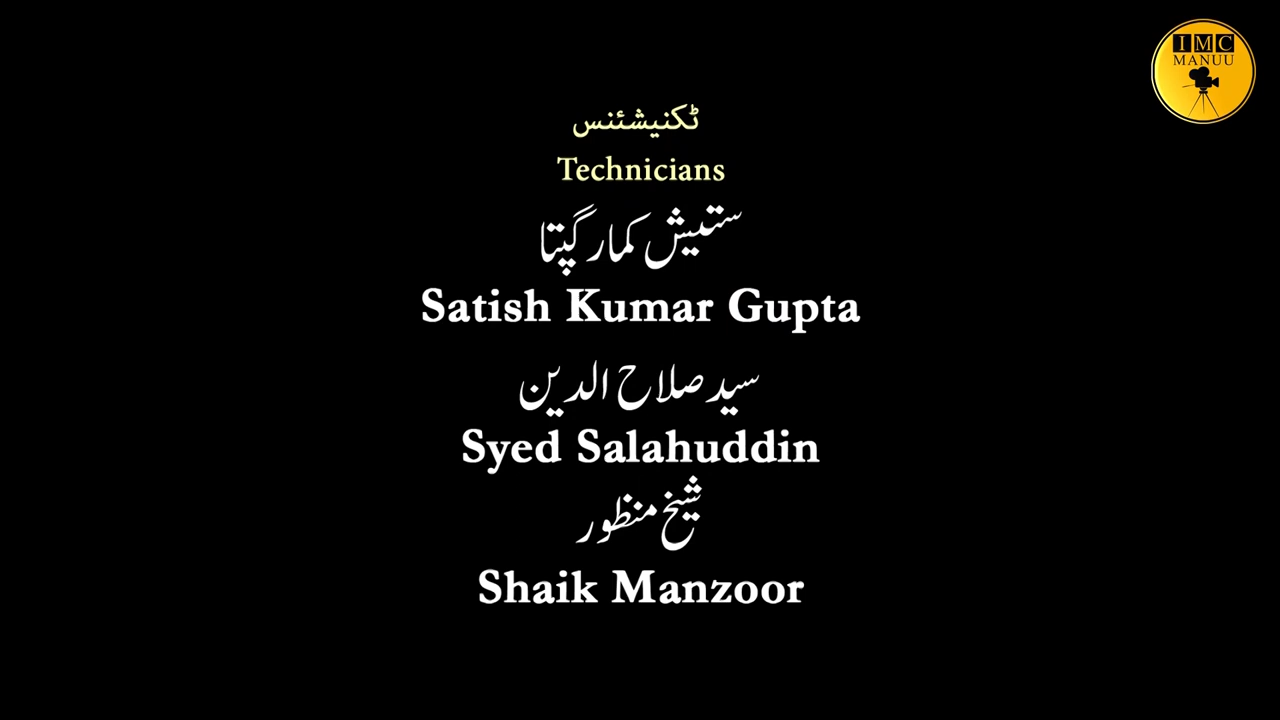 IMC
MANUU
ٹکنیشئنس
Technicians
ستیش کمار گپتا
Satish Kumar Gupta
سید صلاح الدین
Syed Salahuddin
شیخ منظور
Shaik Manzoor